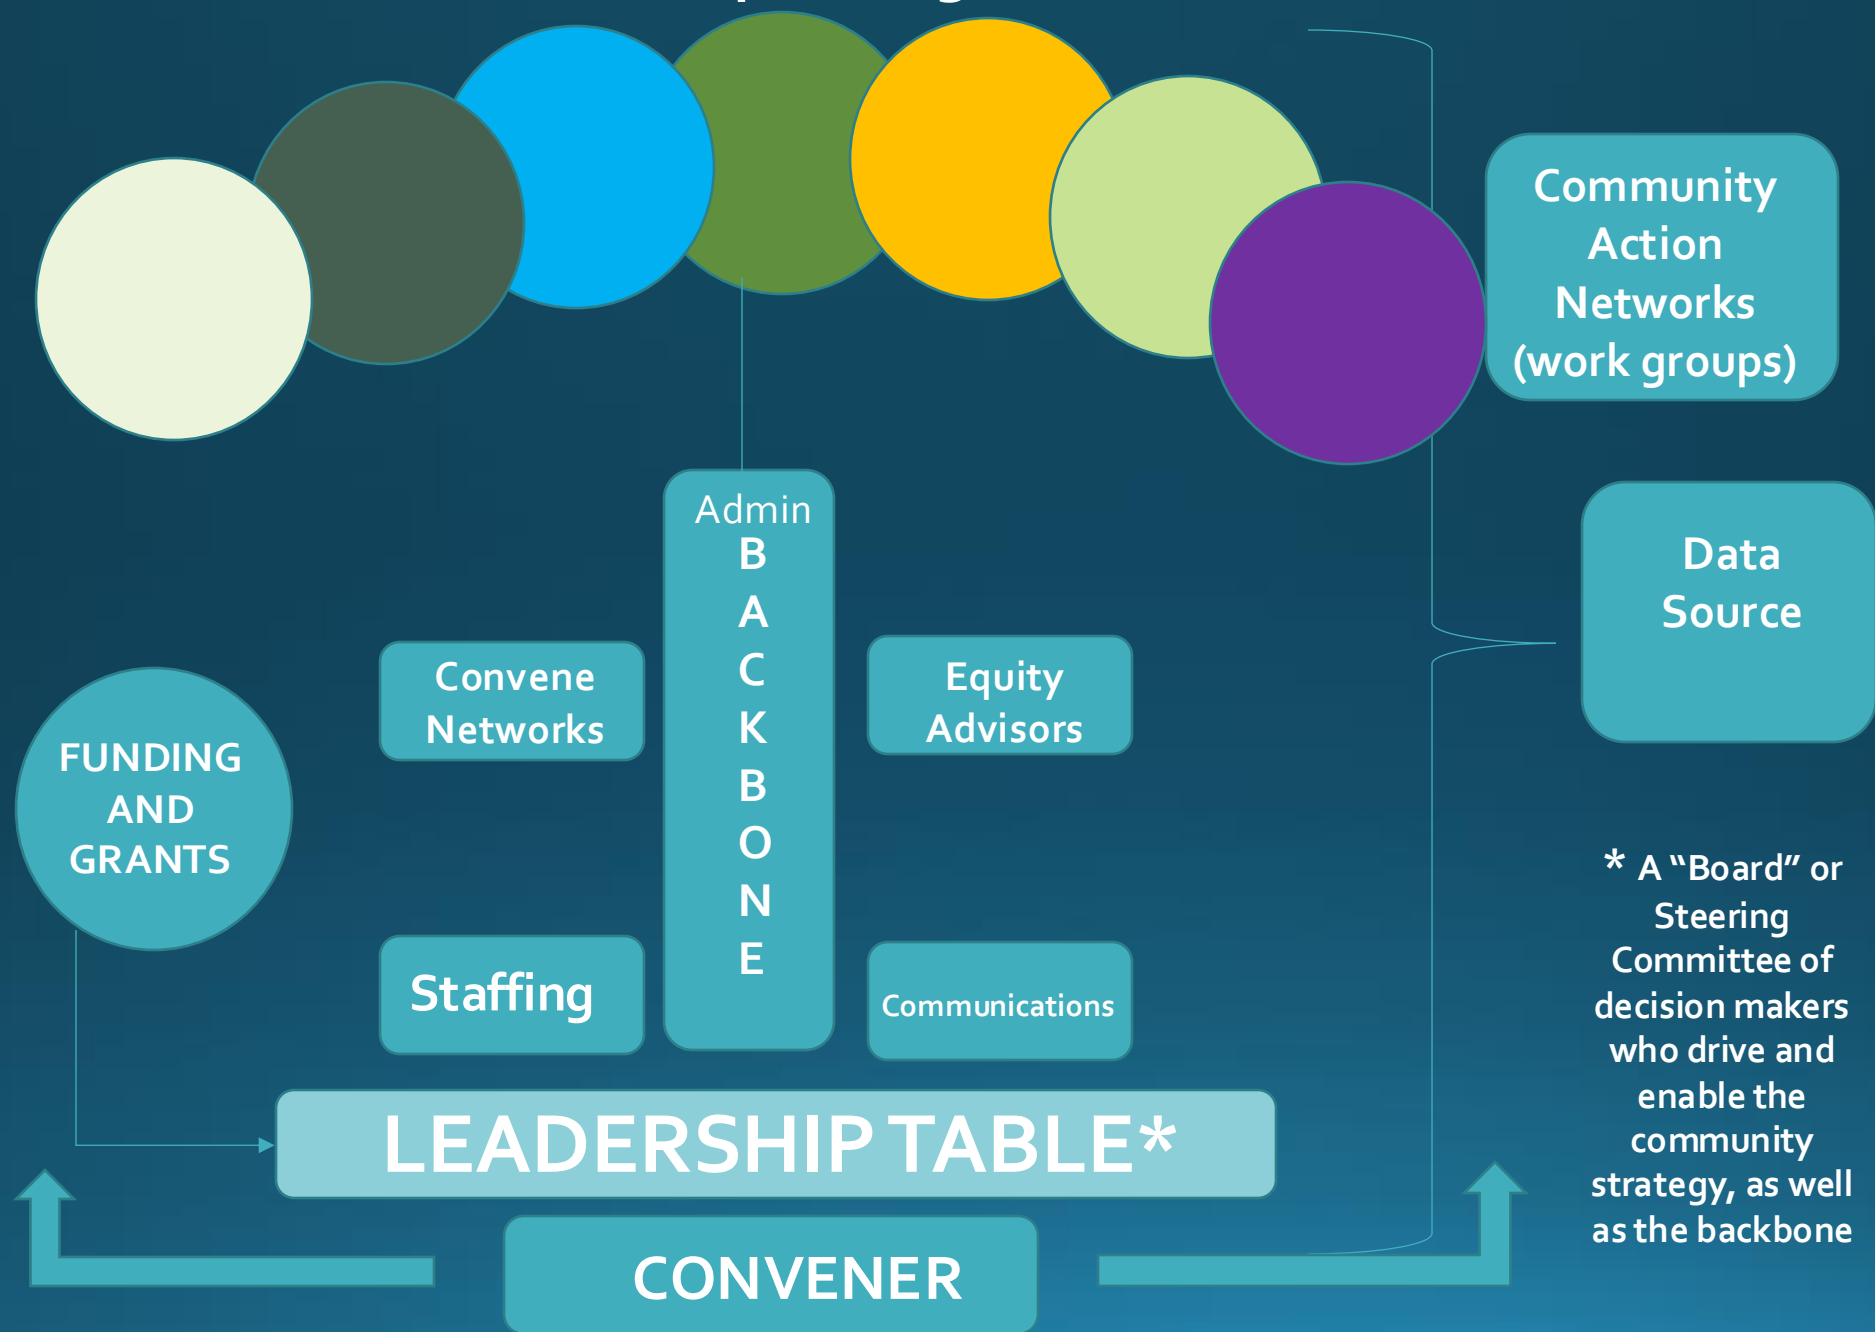 Community
Action
Networks
(work groups)
Admin
B
A
C
K
B
O
N
E
Data
Source
Convene
Networks
Equity
Advisors
FUNDING
AND
GRANTS
Staffing
Communications
* A “Board” or
Steering
Committee of
decision makers
who drive and
enable the
community
strategy, as well
as the backbone
LEADERSHIP TABLE*
CONVENER